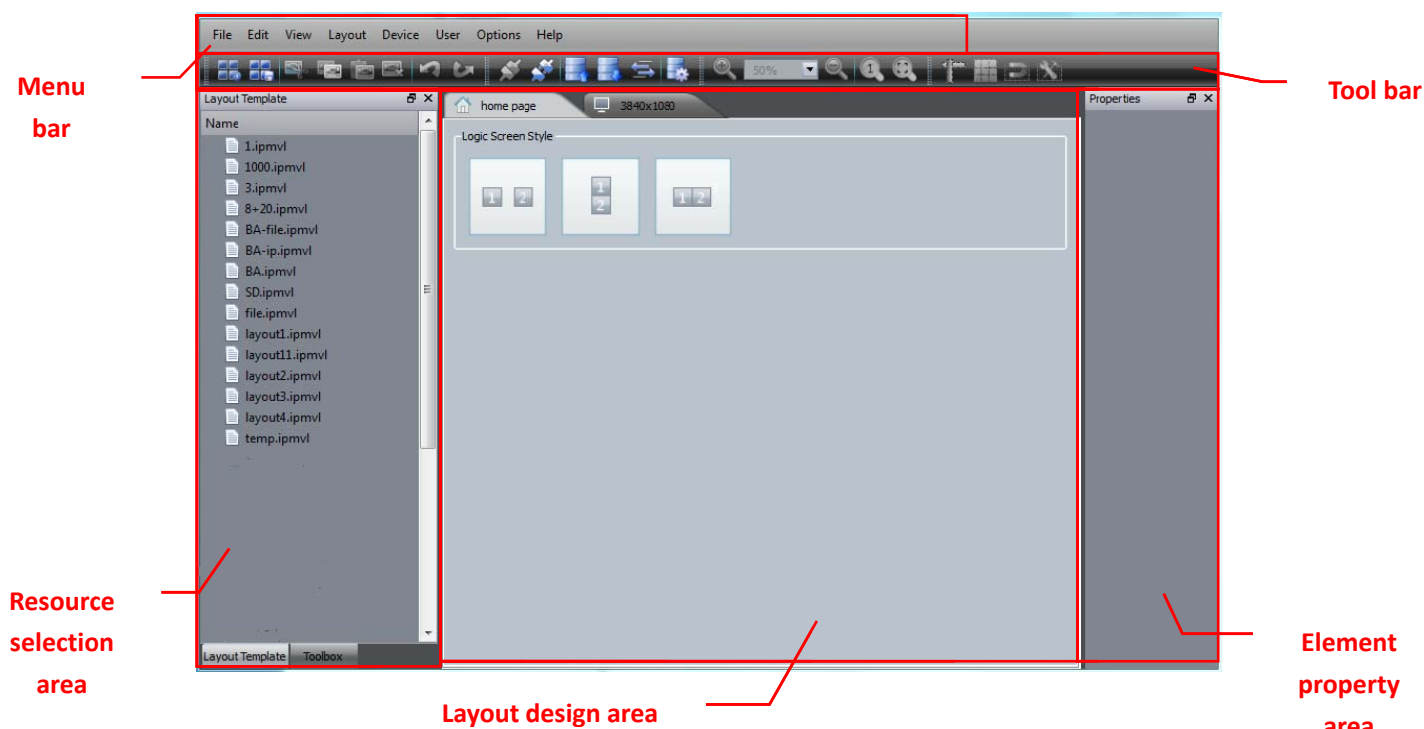 File Edit View Layout Device User Options Help
Menu
bar
50%
Tool bar
Layout Template
home page
3840x1080
Properties
Name
Logic Screen Style
1.ipmvl
1000.ipmvl
3.ipmvl
8+20.ipmvl
BA-file.ipmvl
BA-ip.ipmvl
BA.ipmvl
SD.ipmvl
file.ipmvl
layout1.ipmvl
layout11.ipmvl
layout2.ipmvl
layout3.ipmvl
layout4.ipmvl
temp.ipmvl
1 2
1
2
1 2
Resource
selection
area
Layout Template Toolbox
Layout design area
Element
property
area